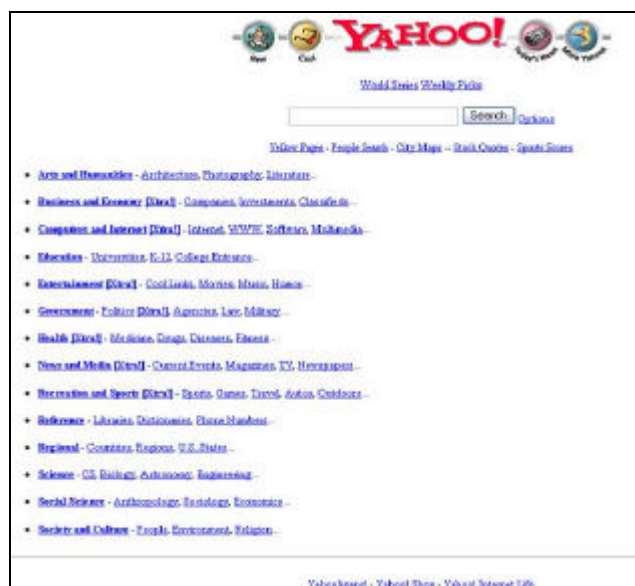 New Cool YAHOO! Today's News More Yahoos
World Series Weekly Picks
Search Options
Yellow Pages - People Search - City Maps -- Stock Quotes - Sports Scores
Arts and Humanities - Architecture, Photography, Literature...
Business and Economy [Xtra!] - Companies, Investments, Classifieds...
Computers and Internet [Xtra!] - Internet, WWW, Software, Multimedia...
Education - Universities, K-12, College Entrance...
Entertainment [Xtra!] - Cool Links, Movies, Music, Humor...
Government - Politics [Xtra!], Agencies, Law, Military...
Health [Xtra!] - Medicine, Drugs, Diseases, Fitness...
News and Media [Xtra!] - Current Events, Magazines, TV, Newspapers...
Recreation and Sports [Xtra!] - Sports, Games, Travel, Autos, Outdoors...
Reference - Libraries, Dictionaries, Phone Numbers...
Regional - Countries, Regions, U.S. States...
Science - CS, Biology, Astronomy, Engineering...
Social Science - Anthropology, Sociology, Economics...
Society and Culture - People, Environment, Religion...
Yahoo! Shop - Yahoo! Internet Life